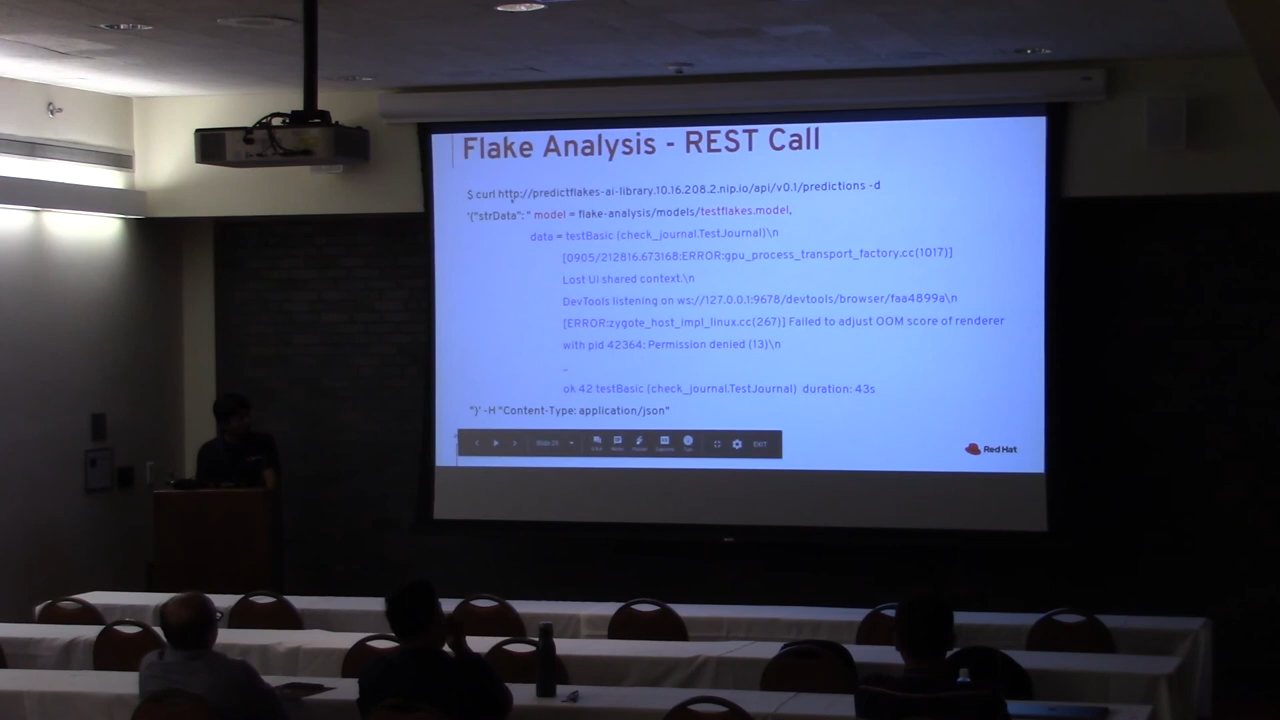 Flake Analysis - REST Call
$ curl http://predictflakes-ai-library.10.16.208.2.nip.io/api/v0.1/predictions -d
'{"strData": " model = flake-analysis/models/testflakes.model,
data = testBasic (check_journal.TestJournal)\n
[0905/212816.673168:ERROR:gpu_process_transport_factory.cc(1017)]
Lost UI shared context.\n
DevTools listening on ws://127.0.0.1:9678/devtools/browser/faa4899a\n
[ERROR:zygote_host_impl_linux.cc(267)] Failed to adjust OOM score of renderer
with pid 42364: Permission denied (13)\n
ok 42 testBasic (check_journal.TestJournal) duration: 43s
"}' -H "Content-Type: application/json"
EXIT
Red Hat